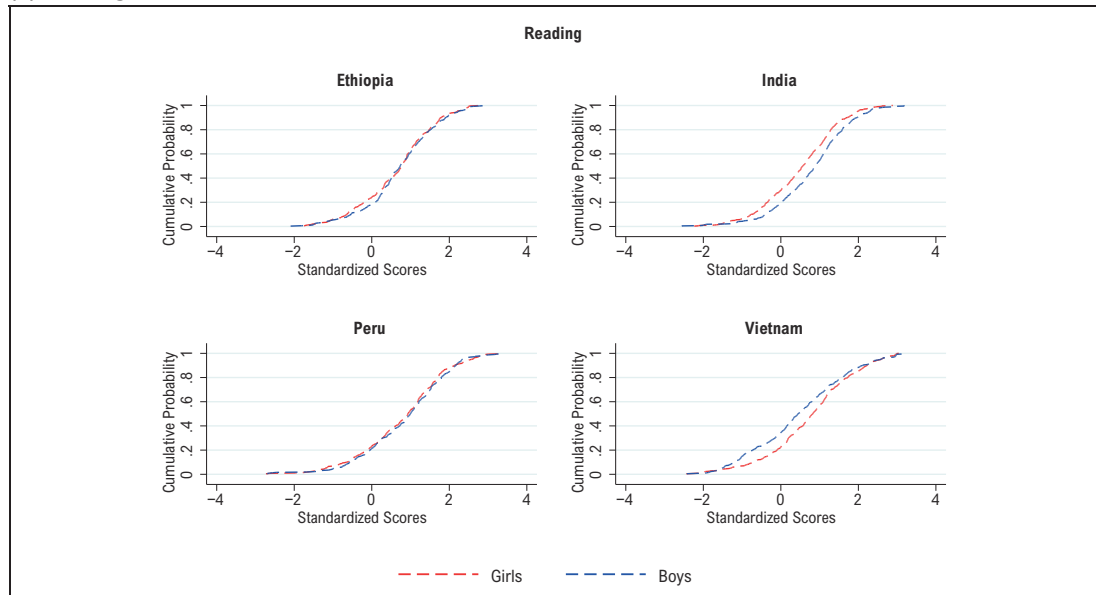 Reading
Ethiopia
India
Cumulative Probability
0 .2 .4 .6 .8 1
−4 −2 0 2 4
Standardized Scores
Cumulative Probability
0 .2 .4 .6 .8 1
−4 −2 0 2 4
Standardized Scores
Peru
Vietnam
Cumulative Probability
0 .2 .4 .6 .8 1
−4 −2 0 2 4
Standardized Scores
Cumulative Probability
0 .2 .4 .6 .8 1
−4 −2 0 2 4
Standardized Scores
Girls
Boys